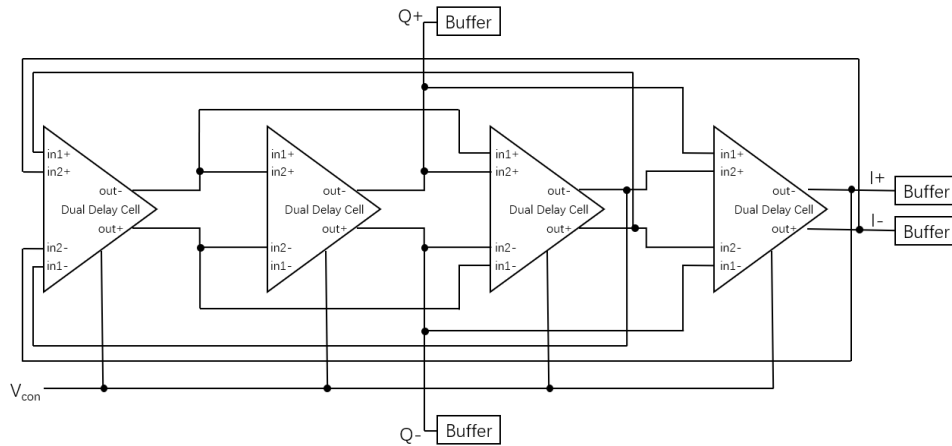 Q+ Buffer
in1+
in2+
out-
Dual Delay Cell
out+
in2-
in1-
in1+
in2+
out-
Dual Delay Cell
out+
in2-
in1-
in1+
in2+
out-
Dual Delay Cell
out+
in2-
in1-
in1+
in2+
out-
Dual Delay Cell
out+
in2-
in1-
I+ Buffer
I- Buffer
Vcon
Q- Buffer